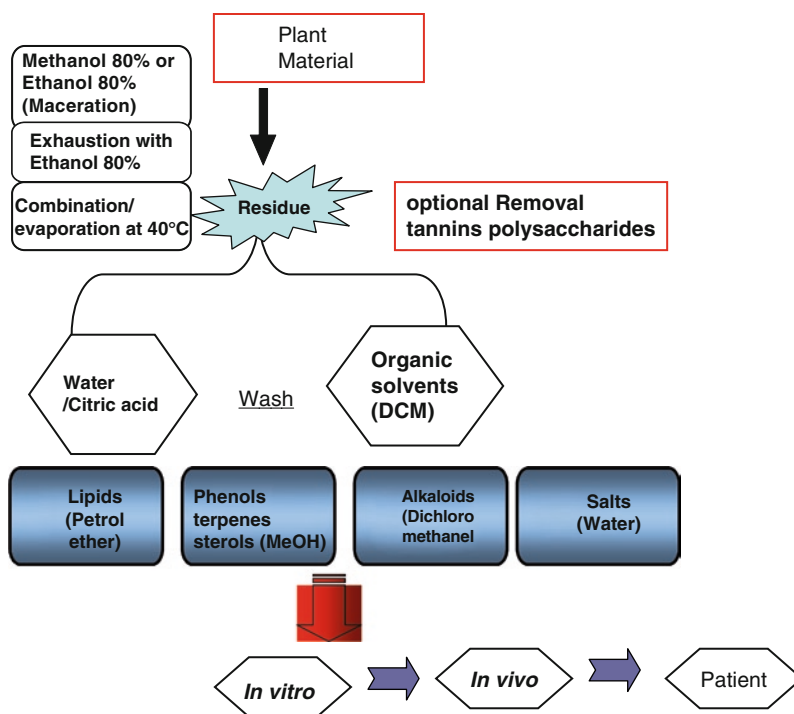 Plant
Material
Methanol 80% or
Ethanol 80%
(Maceration)
Exhaustion with
Ethanol 80%
Combination/
evaporation at 40°C
Residue
optional Removal
tannins polysaccharides
Water
/Citric acid
Wash
Organic
solvents
(DCM)
Lipids
(Petrol
ether)
Phenols
terpenes
sterols (MeOH)
Alkaloids
(Dichloro
methanel
Salts
(Water)
In vitro
In vivo
Patient